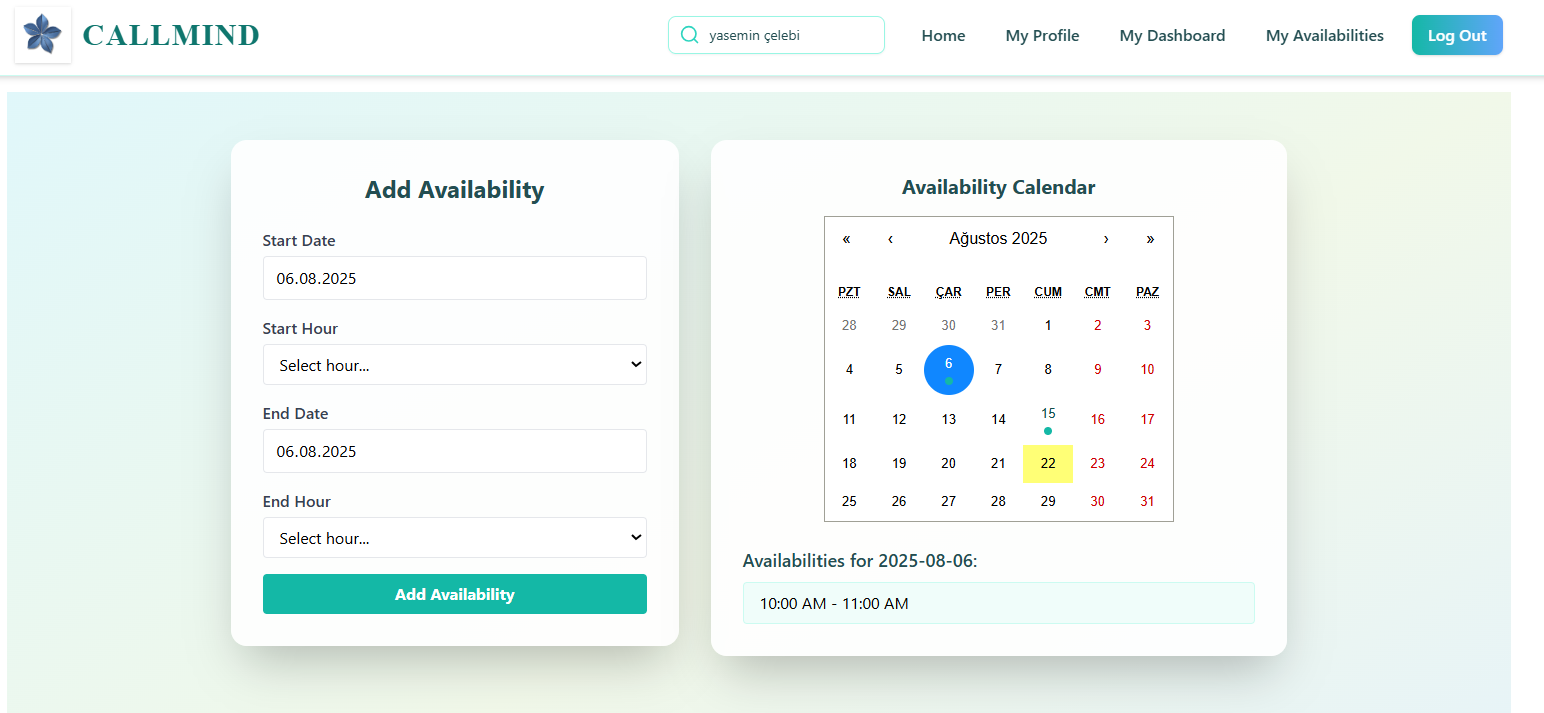 CALLMIND
yasemin çelebi
Home
My Profile
My Dashboard
My Availabilities
Log Out
Add Availability
Start Date
06.08.2025
Start Hour
Select hour...
End Date
06.08.2025
End Hour
Select hour...
Add Availability
Availability Calendar
« ‹ Ağustos 2025 › »
PZT SAL ÇAR PER CUM CMT PAZ
28 29 30 31 1 2 3
4 5 6 7 8 9 10
11 12 13 14 15 16 17
18 19 20 21 22 23 24
25 26 27 28 29 30 31
Availabilities for 2025-08-06:
10:00 AM - 11:00 AM